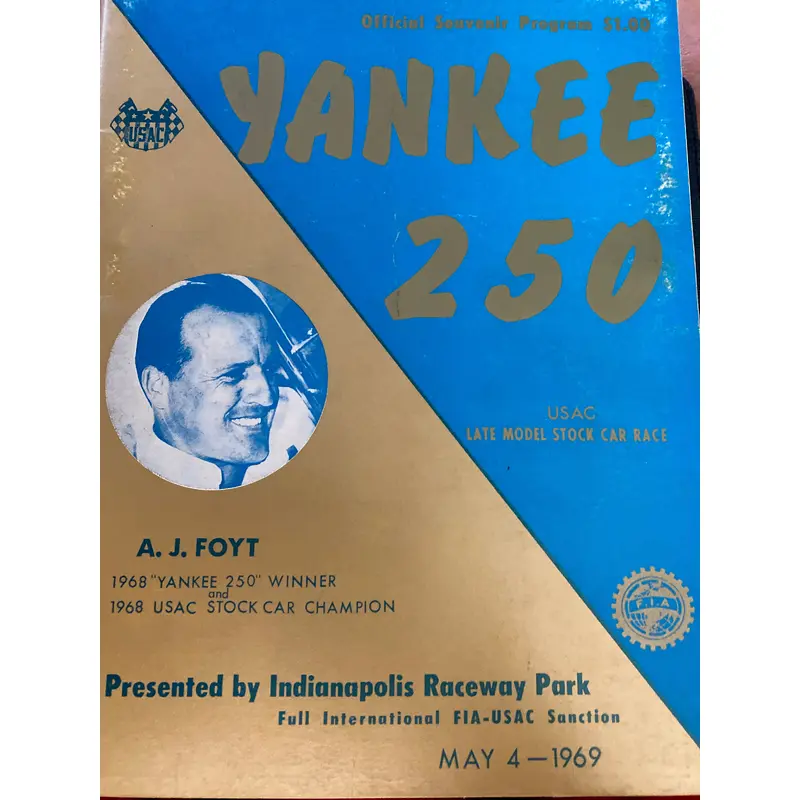 Official Souvenir Program $1.00
YANKEE
250
USAC
USAC
LATE MODEL STOCK CAR RACE
A. J. FOYT
1968 "YANKEE 250" WINNER
and
1968 USAC STOCK CAR CHAMPION
F.I.A
Presented by Indianapolis Raceway Park
Full International FIA-USAC Sanction
MAY 4 — 1969